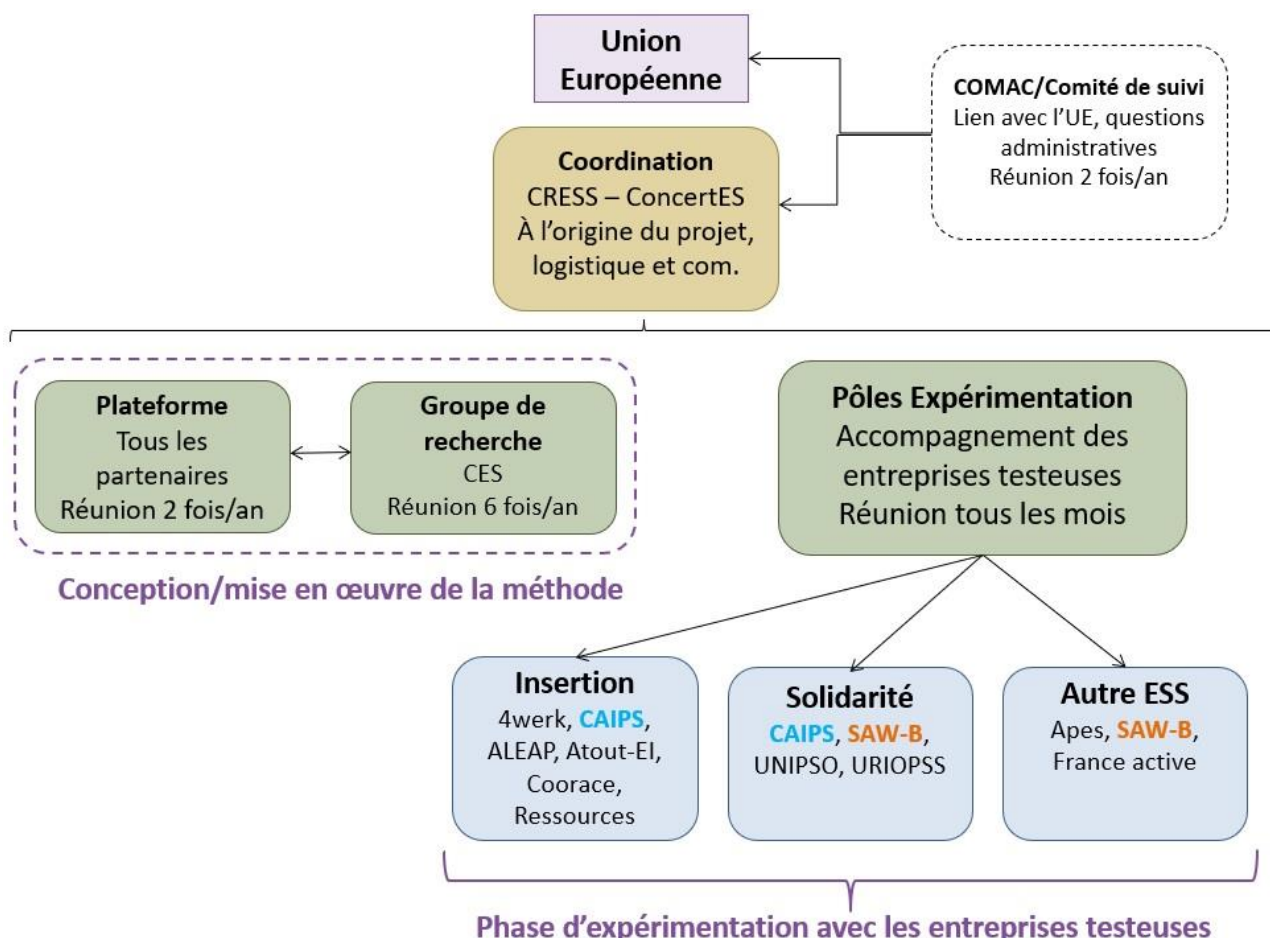 Union
Européenne
COMAC/Comité de suivi
Lien avec l’UE, questions
administratives
Réunion 2 fois/an
Coordination
CRESS – ConcertES
À l’origine du projet,
logistique et com.
Plateforme
Tous les
partenaires
Réunion 2 fois/an
Groupe de
recherche
CES
Réunion 6 fois/an
Pôles Expérimentation
Accompagnement des
entreprises testeuses
Réunion tous les mois
Conception/mise en œuvre de la méthode
Insertion
4werk, CAIPS,
ALEAP, Atout-EI,
Coorace,
Ressources
Solidarité
CAIPS, SAW-B,
UNIPSO, URIOPSS
Autre ESS
Apes, SAW-B,
France active
Phase d’expérimentation avec les entreprises testeuses